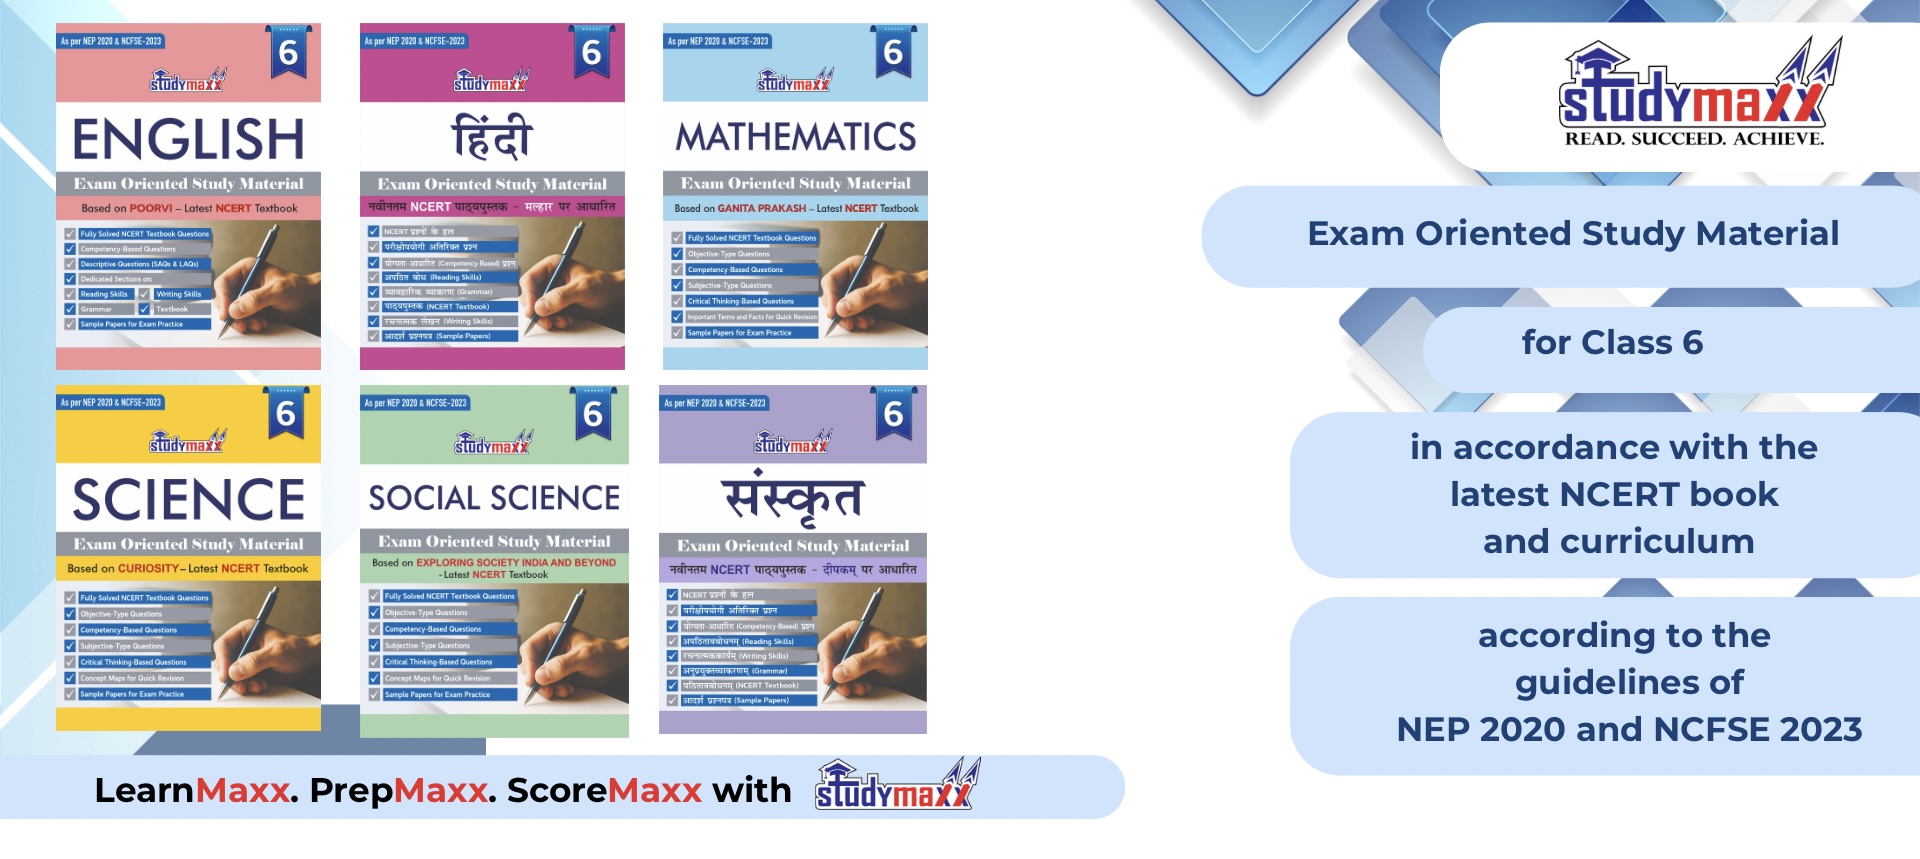 As per NEP 2020 & NCFSE-2023
6
studymaxx
ENGLISH
Exam Oriented Study Material
Based on POORVI – Latest NCERT Textbook
Fully Solved NCERT Textbook Questions
Competency-Based Questions
Descriptive Questions (SAQs & LAQs)
Dedicated Sections on:
Reading Skills Writing Skills
Grammar Textbook
Sample Papers for Exam Practice
As per NEP 2020 & NCFSE-2023
6
studymaxx
हिंदी
Exam Oriented Study Material
नवीनतम NCERT पाठ्यपुस्तक - मल्हार पर आधारित
NCERT प्रश्नों के हल
परीक्षोपयोगी अतिरिक्त प्रश्न
योग्यता-आधारित (Competency-Based) प्रश्न
अपठित बोध (Reading Skills)
व्यावहारिक व्याकरण (Grammar)
पाठ्यपुस्तक (NCERT Textbook)
रचनात्मक लेखन (Writing Skills)
आदर्श प्रश्नपत्र (Sample Papers)
As per NEP 2020 & NCFSE-2023
6
studymaxx
MATHEMATICS
Exam Oriented Study Material
Based on GANITA PRAKASH – Latest NCERT Textbook
Fully Solved NCERT Textbook Questions
Objective-Type Questions
Competency-Based Questions
Subjective-Type Questions
Critical Thinking-Based Questions
Important Terms and Facts for Quick Revision
Sample Papers for Exam Practice
As per NEP 2020 & NCFSE-2023
6
studymaxx
SCIENCE
Exam Oriented Study Material
Based on CURIOSITY – Latest NCERT Textbook
Fully Solved NCERT Textbook Questions
Objective-Type Questions
Competency-Based Questions
Subjective-Type Questions
Critical Thinking-Based Questions
Concept Maps for Quick Revision
Sample Papers for Exam Practice
As per NEP 2020 & NCFSE-2023
6
studymaxx
SOCIAL SCIENCE
Exam Oriented Study Material
Based on EXPLORING SOCIETY INDIA AND BEYOND
- Latest NCERT Textbook
Fully Solved NCERT Textbook Questions
Objective-Type Questions
Competency-Based Questions
Subjective-Type Questions
Critical Thinking-Based Questions
Concept Maps for Quick Revision
Sample Papers for Exam Practice
As per NEP 2020 & NCFSE-2023
6
studymaxx
संस्कृत
Exam Oriented Study Material
नवीनतम NCERT पाठ्यपुस्तक - दीपकम् पर आधारित
NCERT प्रश्नों के हल
परीक्षोपयोगी अतिरिक्त प्रश्न
योग्यता-आधारित (Competency-Based) प्रश्न
अपठितावबोधनम् (Reading Skills)
रचनात्मककार्यम् (Writing Skills)
अनुप्रयुक्तव्याकरणम् (Grammar)
पठितावबोधनम् (NCERT Textbook)
आदर्श प्रश्नपत्र (Sample Papers)
LearnMaxx. PrepMaxx. ScoreMaxx with studymaxx
studymaxx
READ. SUCCEED. ACHIEVE.
Exam Oriented Study Material
for Class 6
in accordance with the
latest NCERT book
and curriculum
according to the
guidelines of
NEP 2020 and NCFSE 2023